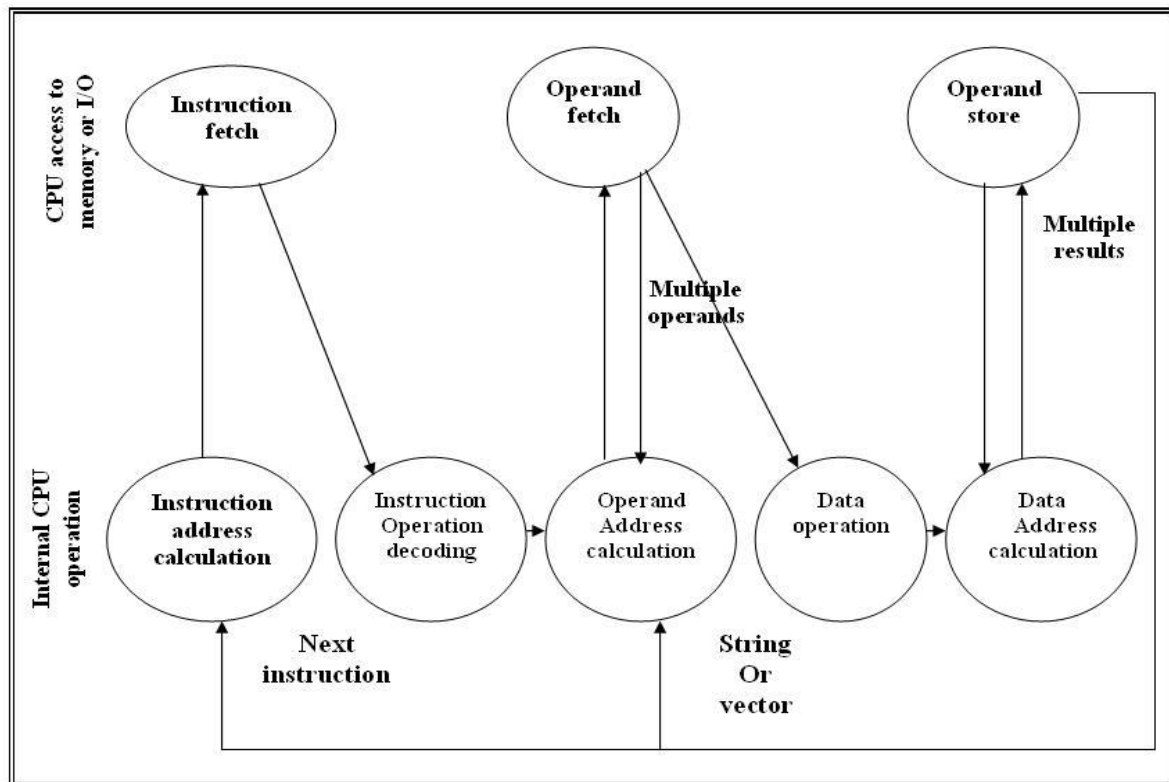 CPU access to
memory or I/O
Instruction
fetch
Operand
fetch
Operand
store
Multiple
operands
Multiple
results
Internal CPU
operation
Instruction
address
calculation
Instruction
Operation
decoding
Operand
Address
calculation
Data
operation
Data
Address
calculation
Next
instruction
String
Or
vector